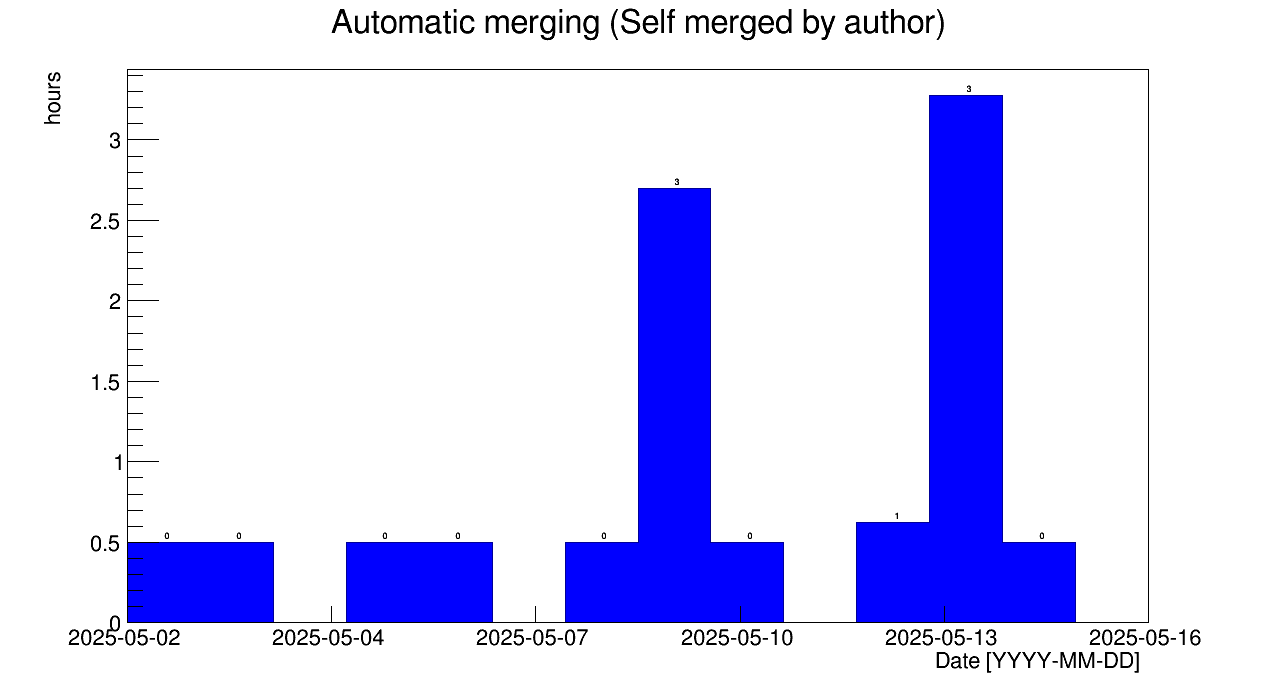 Automatic merging (Self merged by author)
hours
3
2.5
2
1.5
1
0.5
0
0 0 0 0 0 3 0 1 3 0
2025-05-02 2025-05-04 2025-05-07 2025-05-10 2025-05-13 2025-05-16
Date [YYYY-MM-DD]